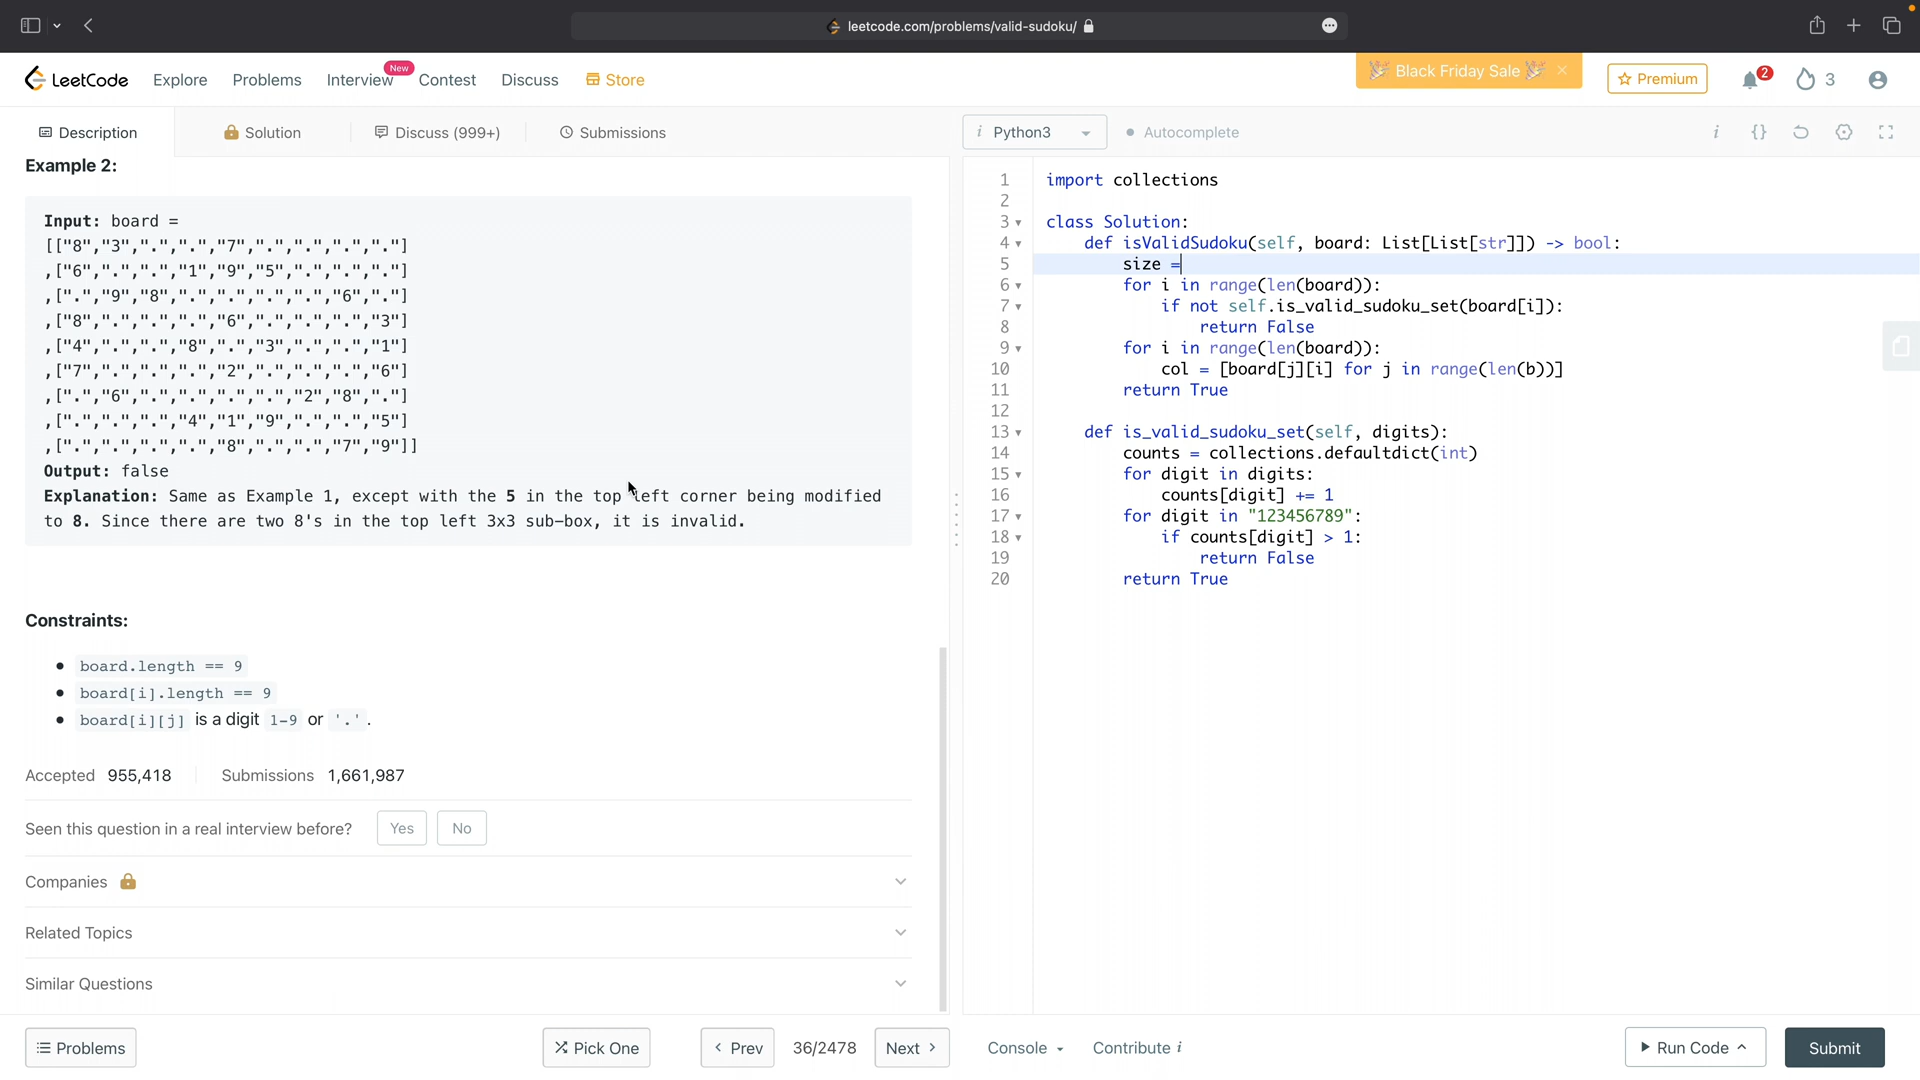 leetcode.com/problems/valid-sudoku/
LeetCode
Explore
Problems
Interview
New
Contest
Discuss
Store
Black Friday Sale
Premium
2
3
Description
Solution
Discuss (999+)
Submissions
i Python3
Autocomplete
i {}
Example 2:
Input: board =
[["8","3",".",".","7",".",".",".","."]
,["6",".",".","1","9","5",".",".","."]
,[".","9","8",".",".",".",".","6","."]
,["8",".",".",".","6",".",".",".","3"]
,["4",".",".","8",".","3",".",".","1"]
,["7",".",".",".","2",".",".",".","6"]
,[".","6",".",".",".",".","2","8","."]
,[".",".",".","4","1","9",".",".","5"]
,[".",".",".",".","8",".",".","7","9"]]
Output: false
Explanation: Same as Example 1, except with the 5 in the top left corner being modified
to 8. Since there are two 8's in the top left 3x3 sub-box, it is invalid.
Constraints:
board.length == 9
board[i].length == 9
board[i][j] is a digit 1-9 or '.'.
Accepted 955,418
Submissions 1,661,987
Seen this question in a real interview before?
Yes
No
Companies
Related Topics
Similar Questions
1 import collections
2
3 class Solution:
4     def isValidSudoku(self, board: List[List[str]]) -> bool:
5         size =
6         for i in range(len(board)):
7             if not self.is_valid_sudoku_set(board[i]):
8                 return False
9         for i in range(len(board)):
10             col = [board[j][i] for j in range(len(b))]
11         return True
12
13     def is_valid_sudoku_set(self, digits):
14         counts = collections.defaultdict(int)
15         for digit in digits:
16             counts[digit] += 1
17         for digit in "123456789":
18             if counts[digit] > 1:
19                 return False
20         return True
Problems
Pick One
Prev
36/2478
Next
Console
Contribute i
Run Code
Submit